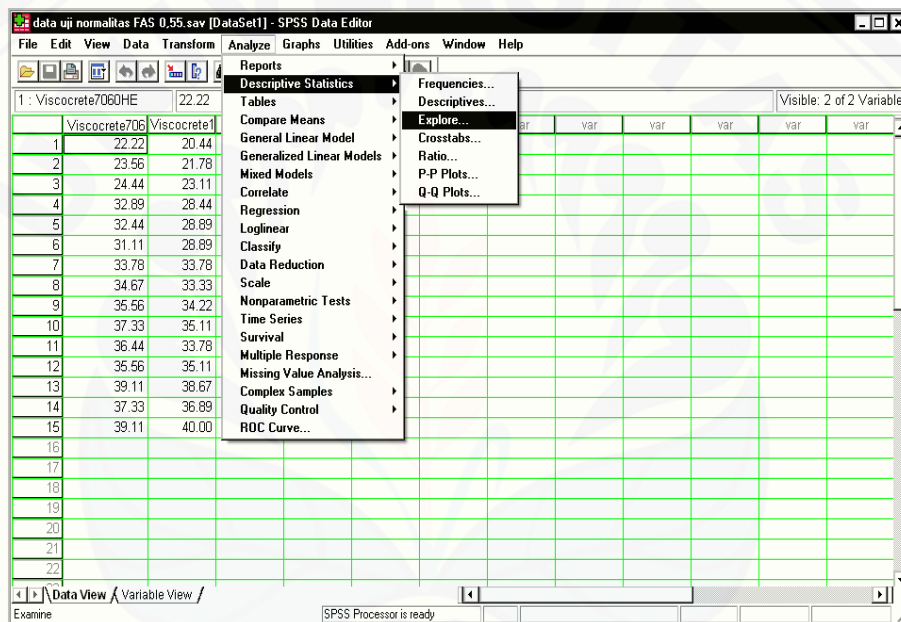 data uji normalitas FAS 0,55.sav [DataSet1] - SPSS Data Editor
File Edit View Data Transform Analyze Graphs Utilities Add-ons Window Help
1 : Viscocrete7060HE 22.22 Visible: 2 of 2 Variable
Reports
Descriptive Statistics
Tables
Compare Means
General Linear Model
Generalized Linear Models
Mixed Models
Correlate
Regression
Loglinear
Classify
Data Reduction
Scale
Nonparametric Tests
Time Series
Survival
Multiple Response
Missing Value Analysis...
Complex Samples
Quality Control
ROC Curve...
Frequencies...
Descriptives...
Explore...
Crosstabs...
Ratio...
P-P Plots...
Q-Q Plots...
Viscocrete706 Viscocrete1 ar var var var var var
1 22.22 20.44
2 23.56 21.78
3 24.44 23.11
4 32.89 28.44
5 32.44 28.89
6 31.11 28.89
7 33.78 33.78
8 34.67 33.33
9 35.56 34.22
10 37.33 35.11
11 36.44 33.78
12 35.56 35.11
13 39.11 38.67
14 37.33 36.89
15 39.11 40.00
16
17
18
19
20
21
22
Data View Variable View
Examine SPSS Processor is ready